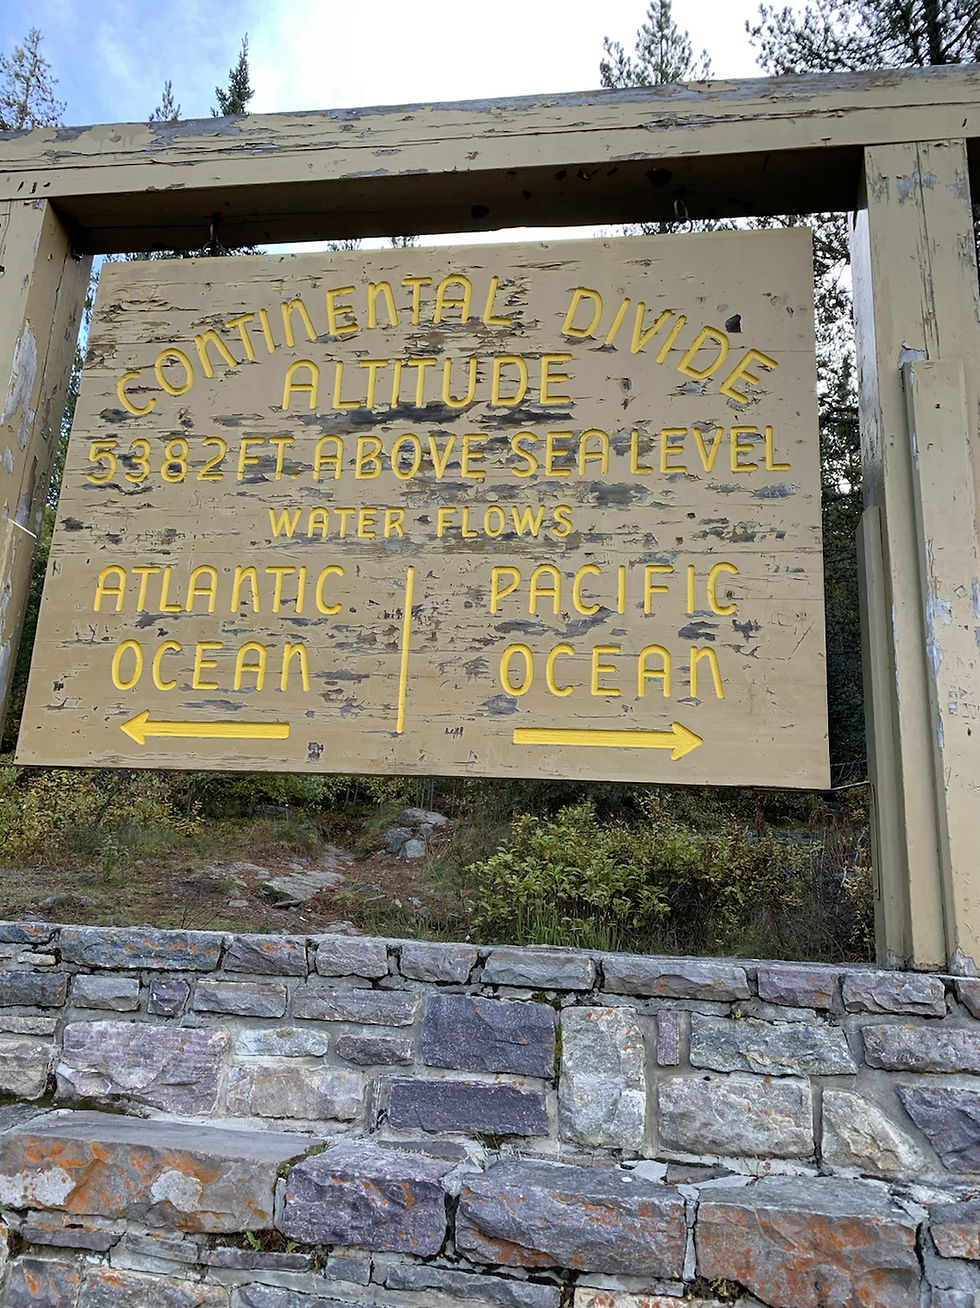 CONTINENTAL DIVIDE
ALTITUDE
5382 FT. ABOVE SEA LEVEL
WATER FLOWS
ATLANTIC PACIFIC
OCEAN OCEAN